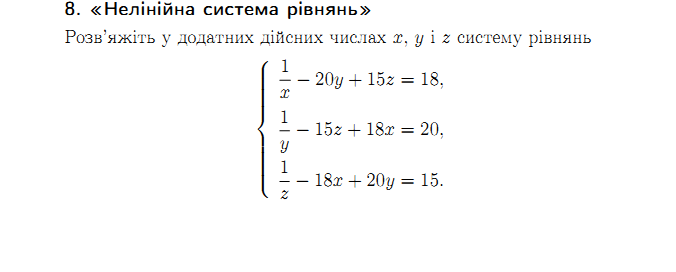 8. «Нелінійна система рівнянь»
Розв'яжіть у додатних дійсних числах x, y і z систему рівнянь
1/x − 20y + 15z = 18,
1/y − 15z + 18x = 20,
1/z − 18x + 20y = 15.